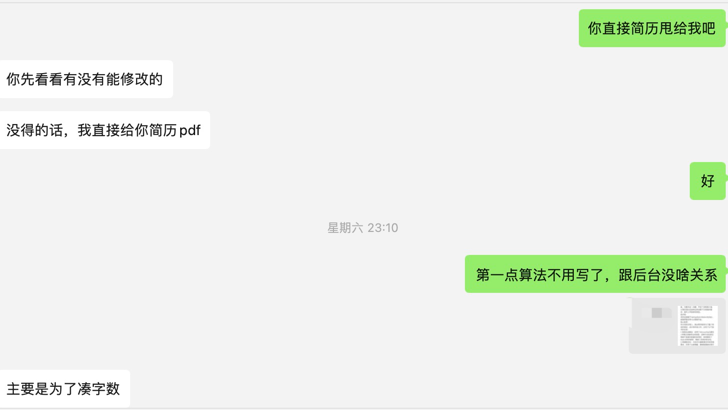 你直接简历甩给我吧
你先看看有没有能修改的
没得的话，我直接给你简历pdf
好
星期六 23:10
第一点算法不用写了，跟后台没啥关系
主要是为了凑字数